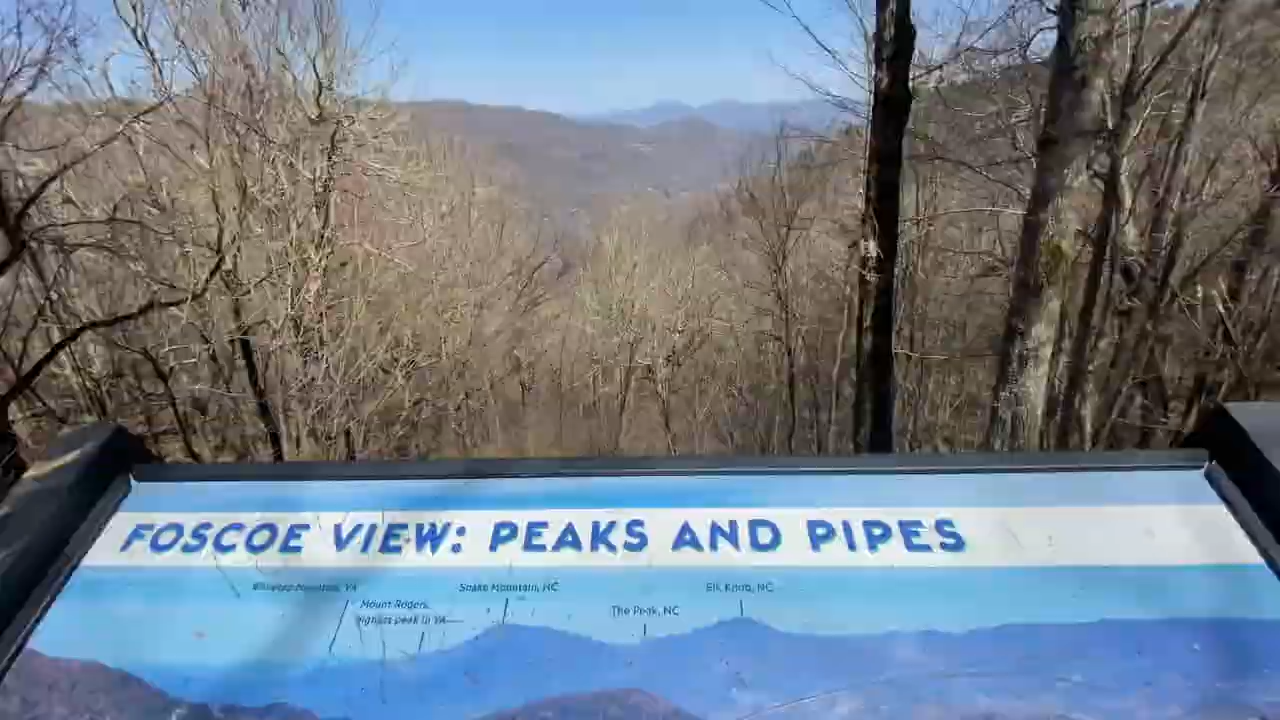 FOSCOE VIEW: PEAKS AND PIPES
Snake Mountain, NC
Elk Knob, NC
Mount Rogers,
highest peak in VA
The Peak, NC